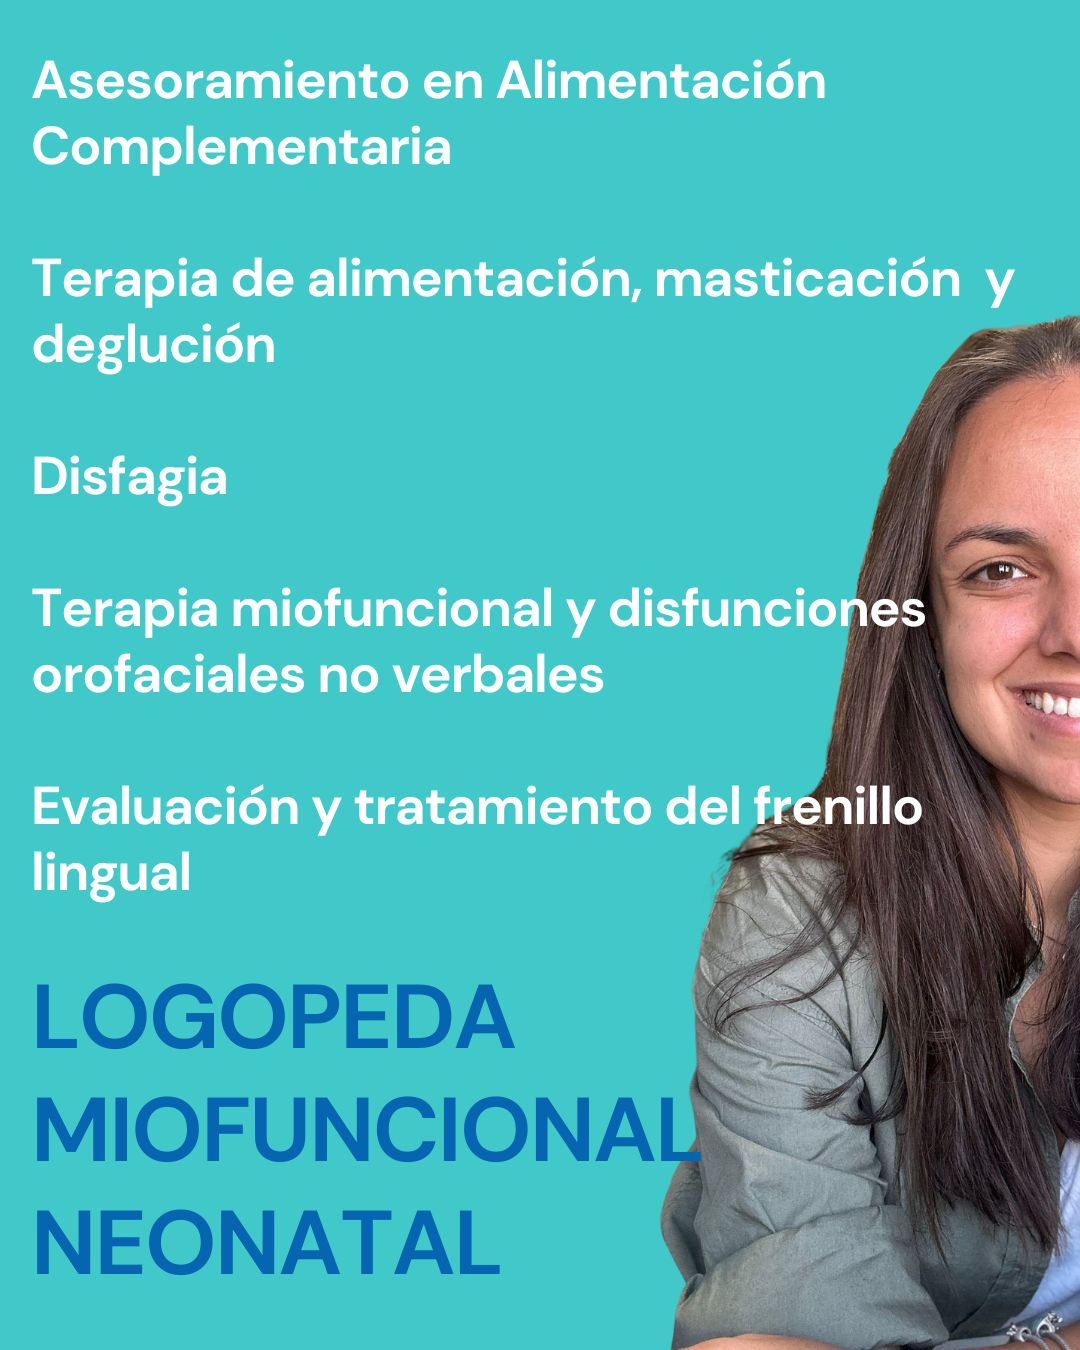 Asesoramiento en Alimentación
Complementaria
Terapia de alimentación, masticación  y
deglución
Disfagia
Terapia miofuncional y disfunciones
orofaciales no verbales
Evaluación y tratamiento del frenillo
lingual
LOGOPEDA
MIOFUNCIONAL
NEONATAL